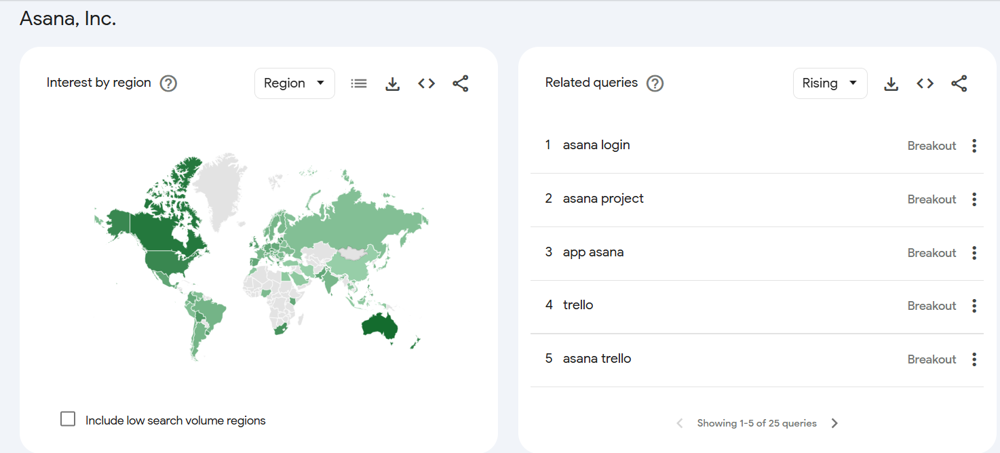 Asana, Inc.
Interest by region
Region
Include low search volume regions
Related queries
Rising
1 asana login Breakout
2 asana project Breakout
3 app asana Breakout
4 trello Breakout
5 asana trello Breakout
Showing 1-5 of 25 queries